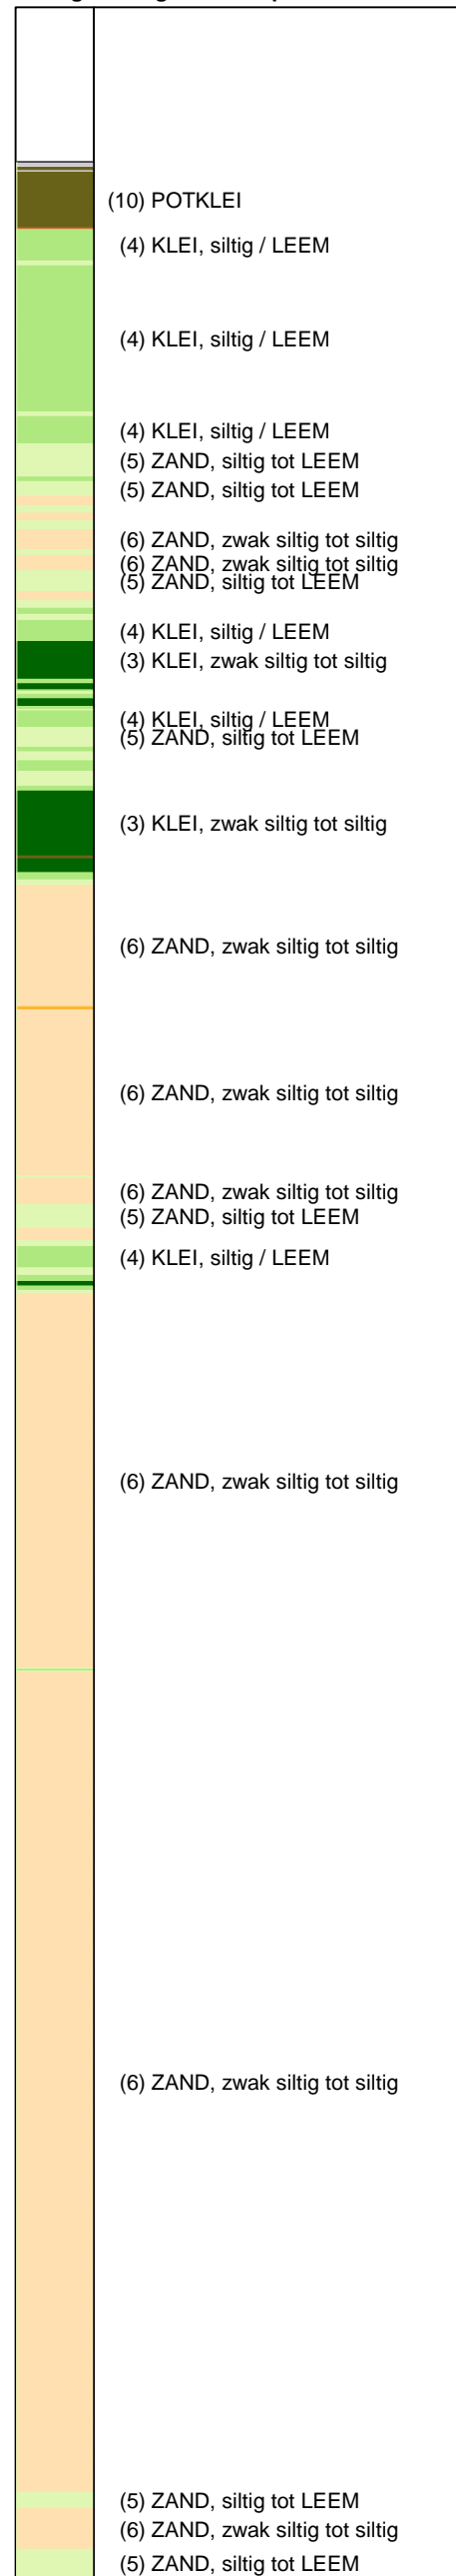 (10) POTKLEI
(4) KLEI, siltig / LEEM
(4) KLEI, siltig / LEEM
(4) KLEI, siltig / LEEM
(5) ZAND, siltig tot LEEM
(5) ZAND, siltig tot LEEM
(6) ZAND, zwak siltig tot siltig
(6) ZAND, zwak siltig tot siltig
(5) ZAND, siltig tot LEEM
(4) KLEI, siltig / LEEM
(3) KLEI, zwak siltig tot siltig
(4) KLEI, siltig / LEEM
(5) ZAND, siltig tot LEEM
(3) KLEI, zwak siltig tot siltig
(6) ZAND, zwak siltig tot siltig
(6) ZAND, zwak siltig tot siltig
(6) ZAND, zwak siltig tot siltig
(5) ZAND, siltig tot LEEM
(4) KLEI, siltig / LEEM
(6) ZAND, zwak siltig tot siltig
(6) ZAND, zwak siltig tot siltig
(5) ZAND, siltig tot LEEM
(6) ZAND, zwak siltig tot siltig
(5) ZAND, siltig tot LEEM